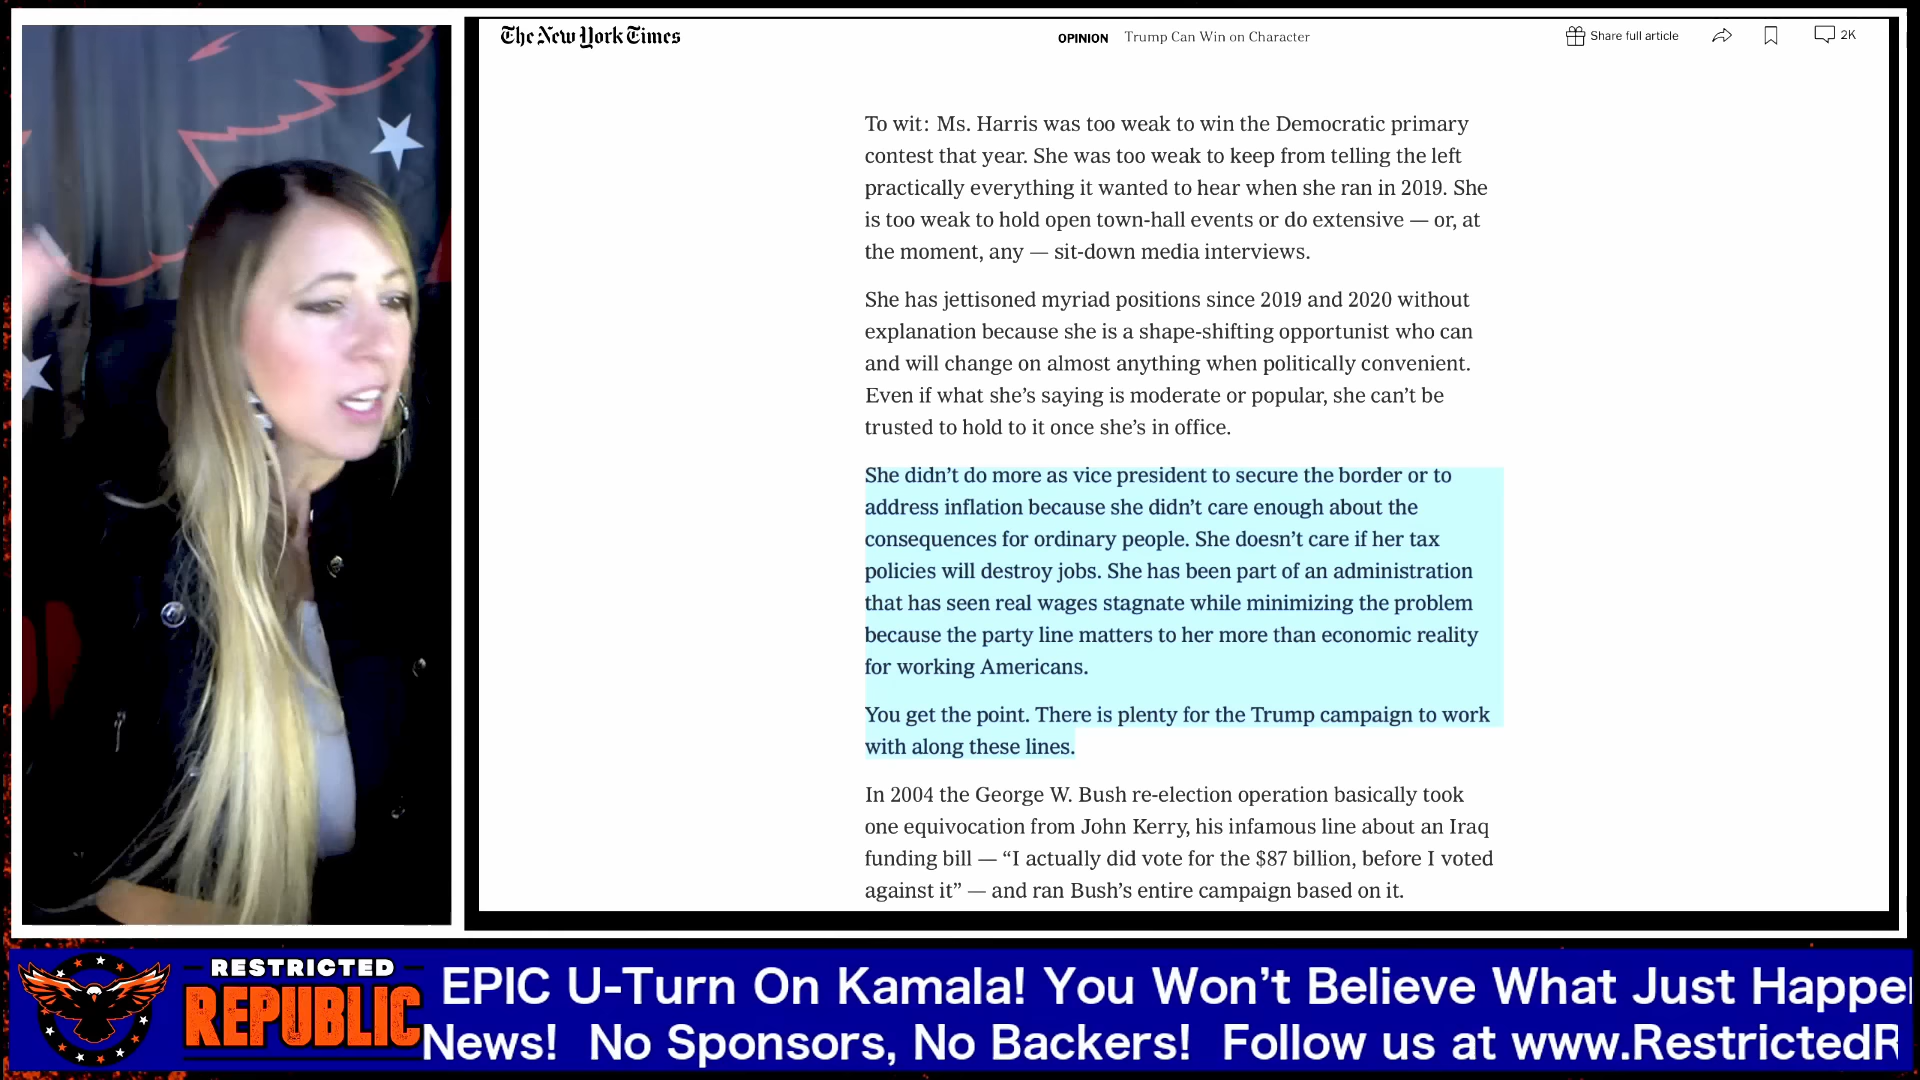 The New York Times
OPINION Trump Can Win on Character
Share full article
2K
To wit: Ms. Harris was too weak to win the Democratic primary
contest that year. She was too weak to keep from telling the left
practically everything it wanted to hear when she ran in 2019. She
is too weak to hold open town-hall events or do extensive — or, at
the moment, any — sit-down media interviews.
She has jettisoned myriad positions since 2019 and 2020 without
explanation because she is a shape-shifting opportunist who can
and will change on almost anything when politically convenient.
Even if what she’s saying is moderate or popular, she can’t be
trusted to hold to it once she’s in office.
She didn’t do more as vice president to secure the border or to
address inflation because she didn’t care enough about the
consequences for ordinary people. She doesn’t care if her tax
policies will destroy jobs. She has been part of an administration
that has seen real wages stagnate while minimizing the problem
because the party line matters to her more than economic reality
for working Americans.
You get the point. There is plenty for the Trump campaign to work
with along these lines.
In 2004 the George W. Bush re-election operation basically took
one equivocation from John Kerry, his infamous line about an Iraq
funding bill — “I actually did vote for the $87 billion, before I voted
against it” — and ran Bush’s entire campaign based on it.
RESTRICTED
REPUBLIC
EPIC U-Turn On Kamala! You Won’t Believe What Just Happe
News! No Sponsors, No Backers! Follow us at www.RestrictedR